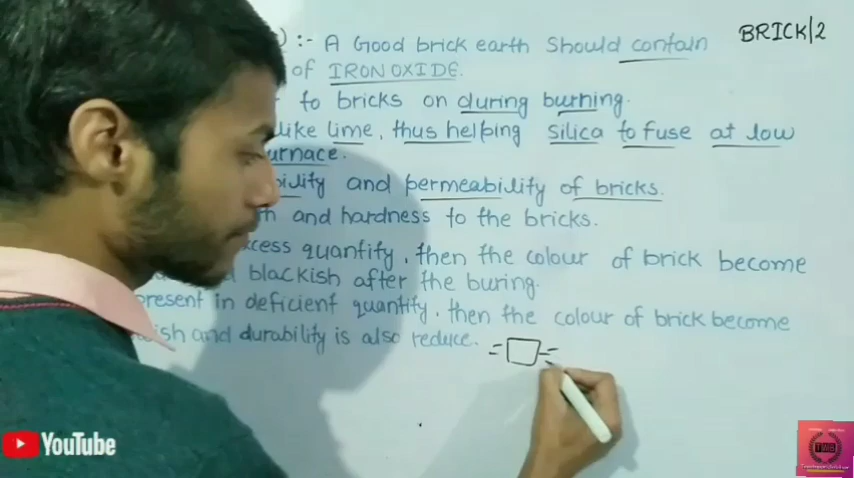 BRICK/2
) :- A Good brick earth should contain
of IRON OXIDE.
to bricks on during burning.
like lime, thus helping silica to fuse at low
urnace.
bility and permeability of bricks.
th and hardness to the bricks.
xcess quantity, then the colour of brick become
blackish after the buring.
present in deficient quantity, then the colour of brick become
ish and durability is also reduce.
YouTube
TWB